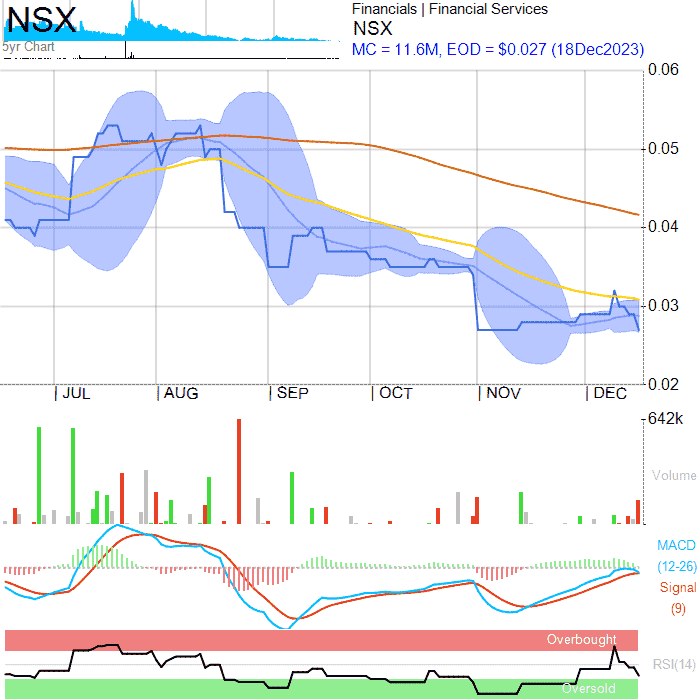 NSX
5yr Chart
Financials | Financial Services
NSX
MC = 11.6M, EOD = $0.027 (18Dec2023)
0.06
0.05
0.04
0.03
0.02
JUL AUG SEP OCT NOV DEC
642k
Volume
MACD
(12-26)
Signal
(9)
Overbought
RSI(14)
Oversold